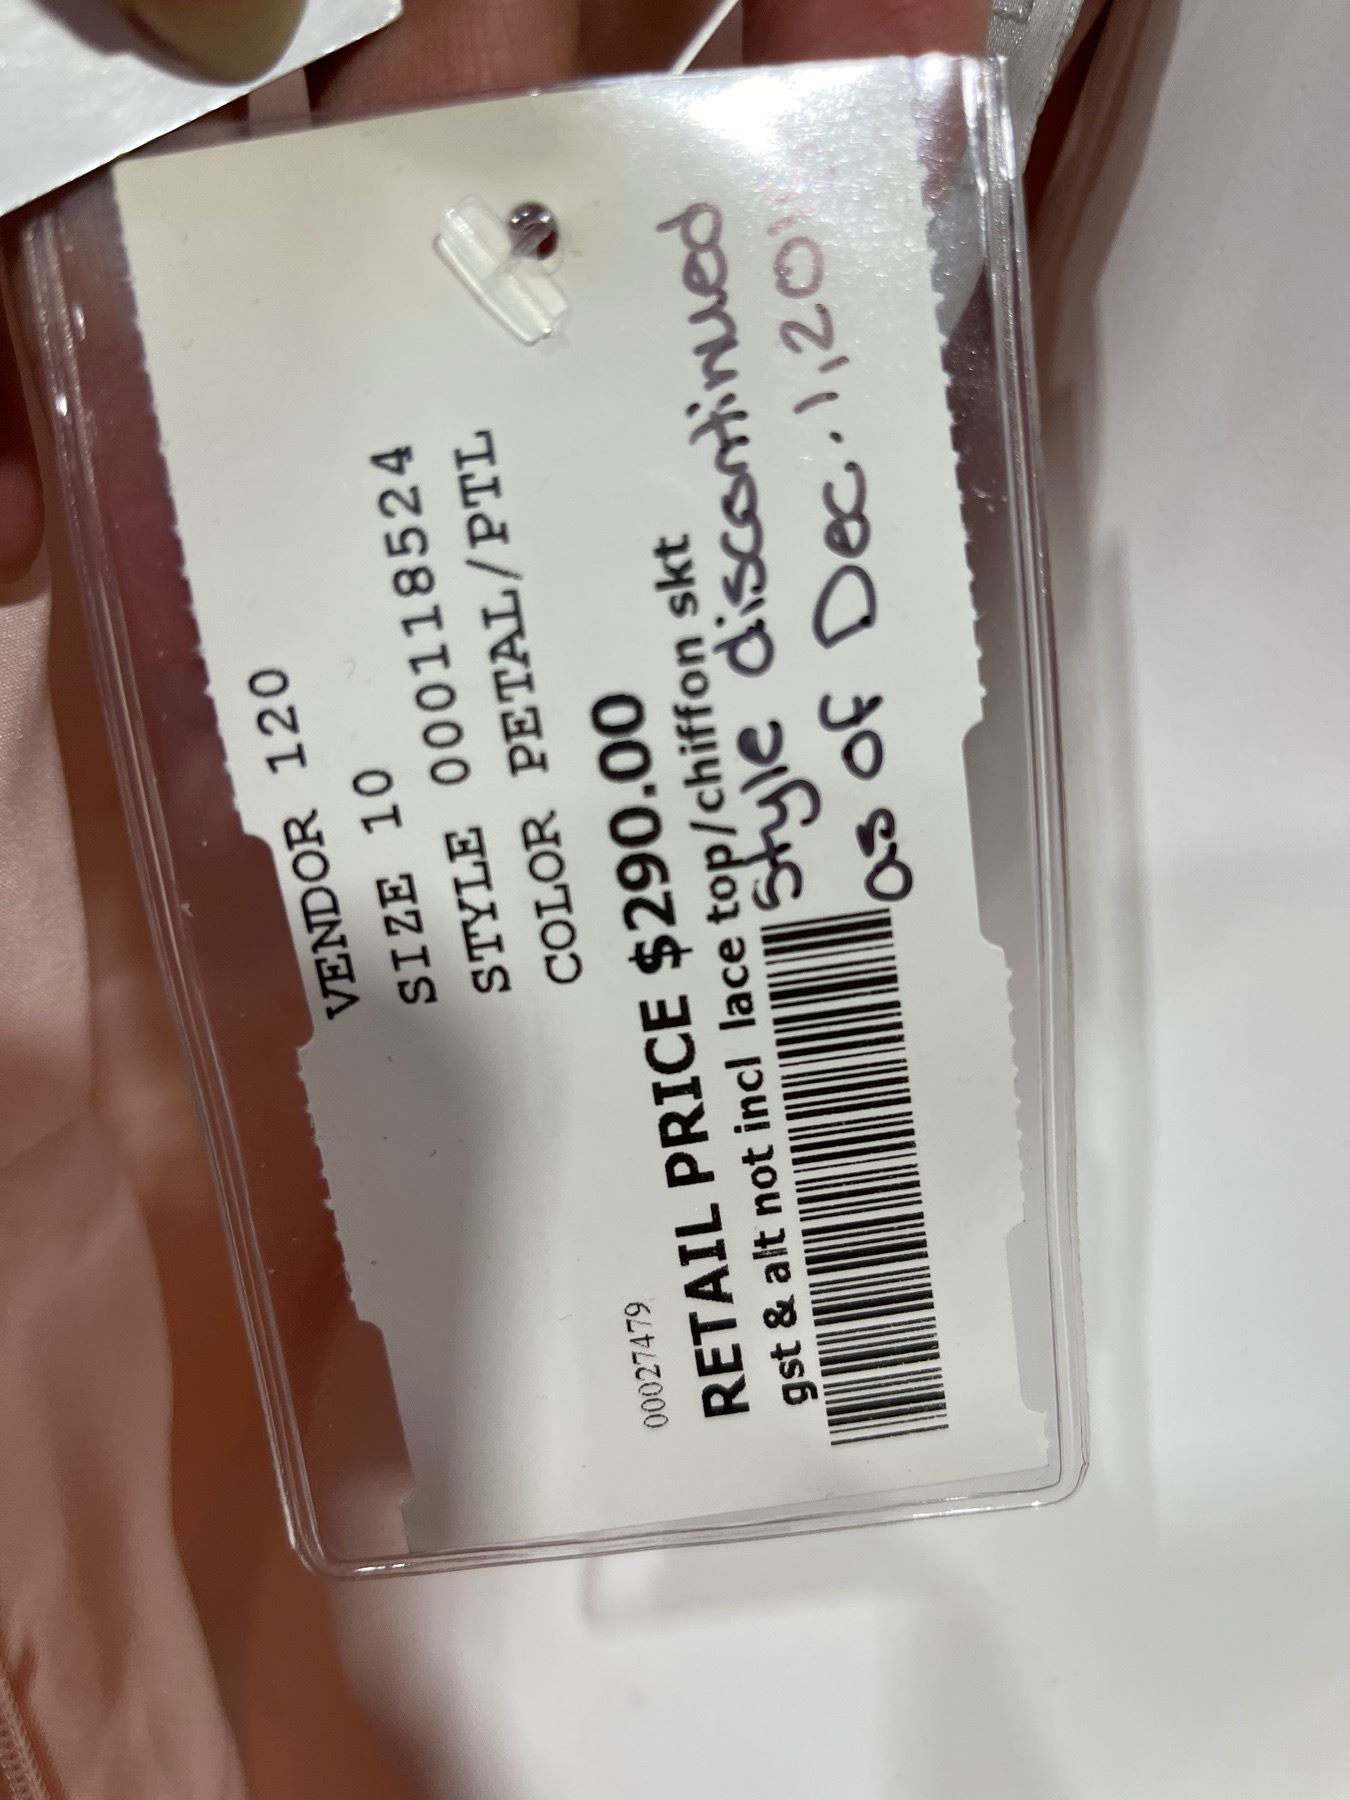 VENDOR 120
SIZE 10
STYLE 000118524
COLOR PETAL/PTL
00027479
RETAIL PRICE $290.00
gst & alt not incl lace top/chiffon skt
Style discontinued
as of Dec. 1,